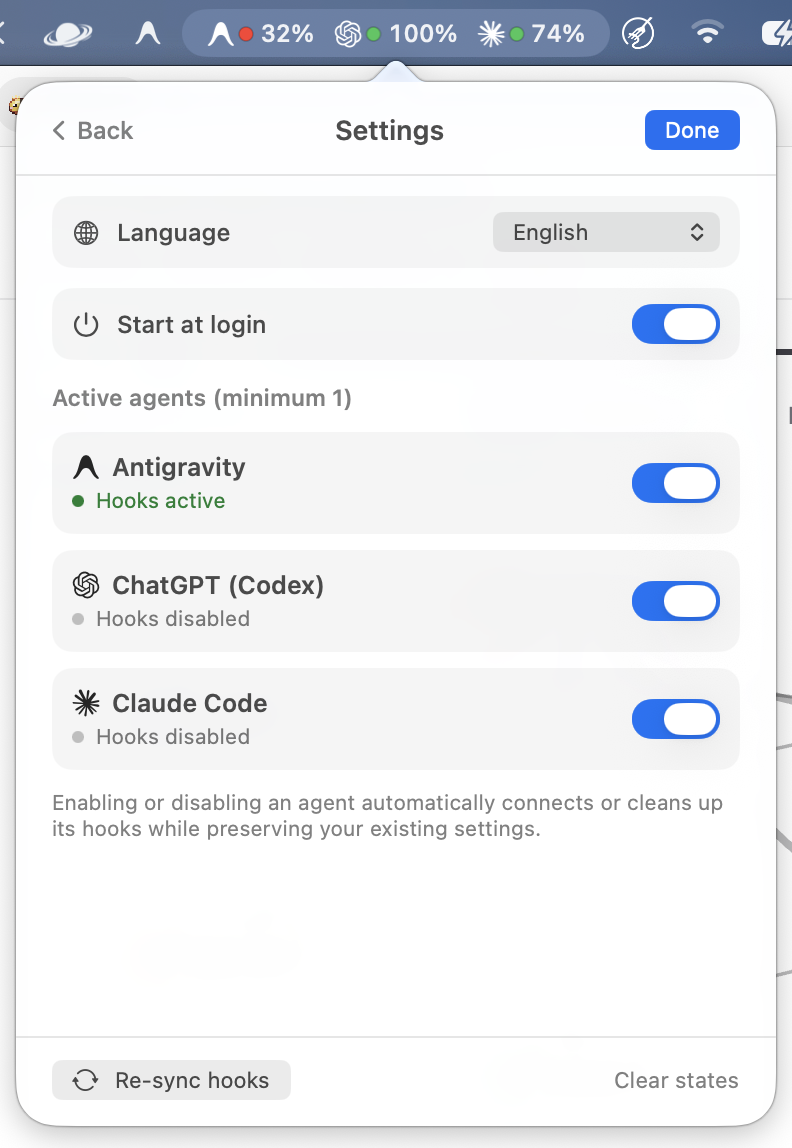 32% 100% 74%
Back
Settings
Done
Language
English
Start at login
Active agents (minimum 1)
Antigravity
Hooks active
ChatGPT (Codex)
Hooks disabled
Claude Code
Hooks disabled
Enabling or disabling an agent automatically connects or cleans up
its hooks while preserving your existing settings.
Re-sync hooks
Clear states